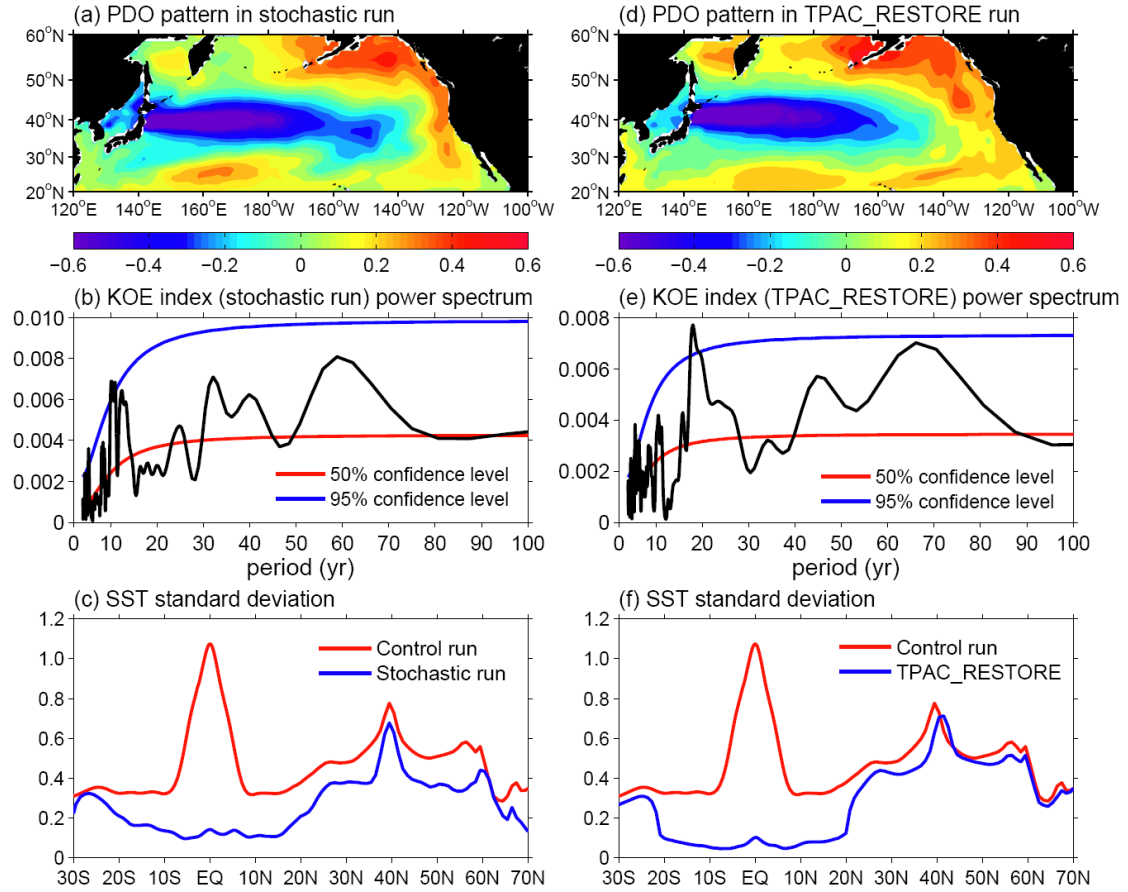 (a) PDO pattern in stochastic run
60°N
50°N
40°N
30°N
20°N
120°E 140°E 160°E 180°W 160°W 140°W 120°W 100°W
−0.6 −0.4 −0.2 0 0.2 0.4 0.6
(b) KOE index (stochastic run) power spectrum
0.010
0.008
0.006
0.004
0.002
0
50% confidence level
95% confidence level
0 10 20 30 40 50 60 70 80 90 100
period (yr)
(c) SST standard deviation
1.2
1.0
0.8
0.6
0.4
0.2
0
Control run
Stochastic run
30S 20S 10S EQ 10N 20N 30N 40N 50N 60N 70N
(d) PDO pattern in TPAC_RESTORE run
60°N
50°N
40°N
30°N
20°N
120°E 140°E 160°E 180°W 160°W 140°W 120°W 100°W
−0.6 −0.4 −0.2 0 0.2 0.4 0.6
(e) KOE index (TPAC_RESTORE) power spectrum
0.008
0.006
0.004
0.002
0
50% confidence level
95% confidence level
0 10 20 30 40 50 60 70 80 90 100
period (yr)
(f) SST standard deviation
1.2
1.0
0.8
0.6
0.4
0.2
0
Control run
TPAC_RESTORE
30S 20S 10S EQ 10N 20N 30N 40N 50N 60N 70N